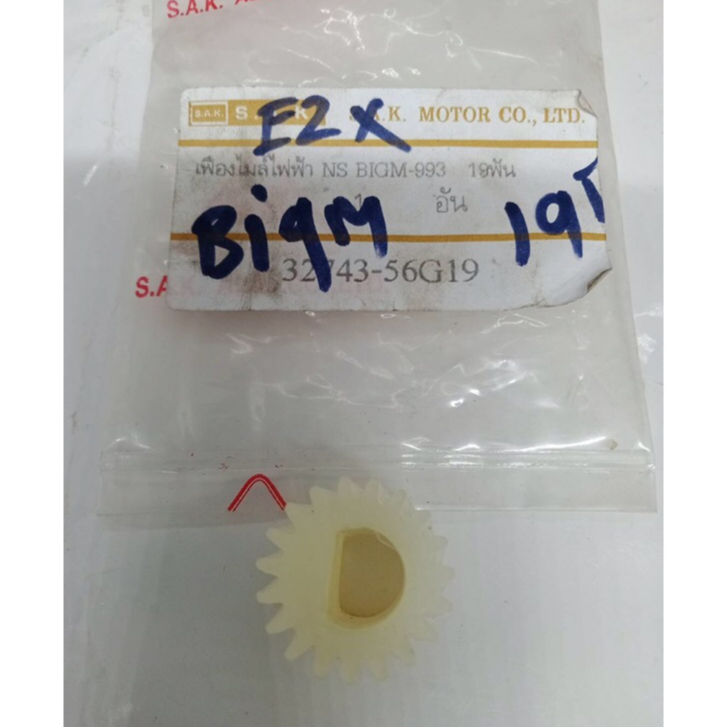 S.A.K.
S.A.K. S.A.K. S.A.K. MOTOR CO., LTD.
E2X
เฟืองไมล์ไฟฟ้า NS BIGM-993 19ฟัน
1 อัน
BigM 19T
32743-56G19
S.A